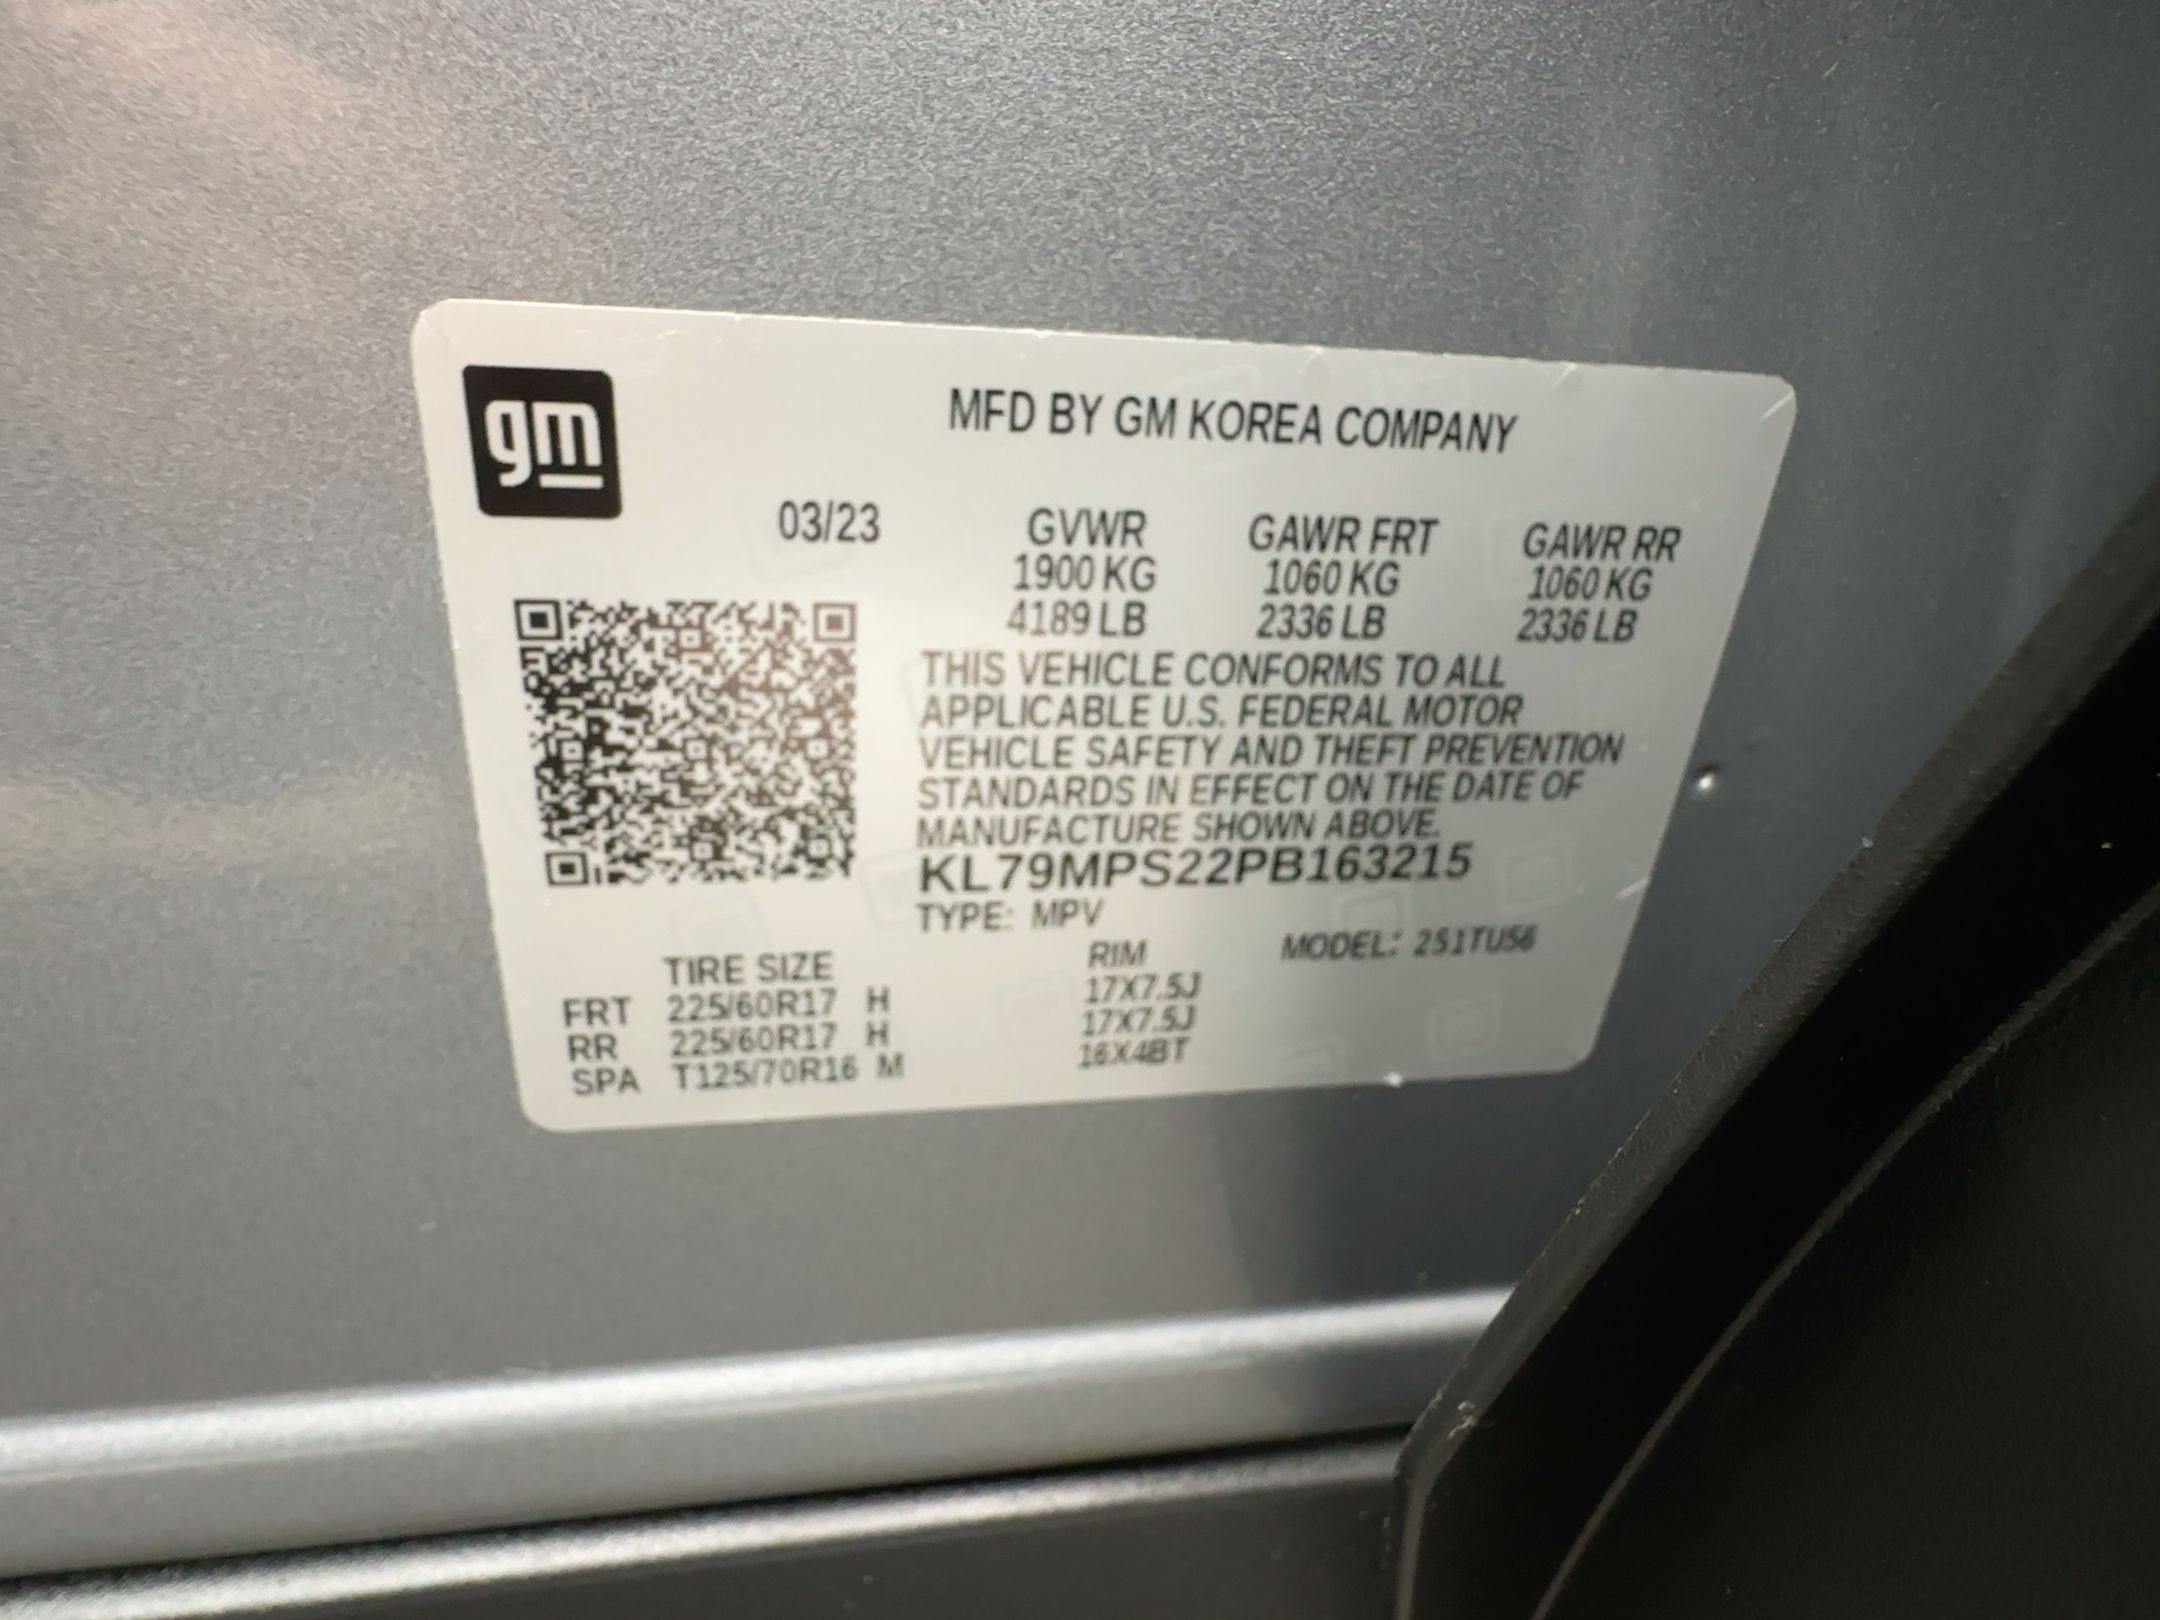 gm
MFD BY GM KOREA COMPANY
03/23 GVWR GAWR FRT GAWR RR
1900 KG 1060 KG 1060 KG
4189 LB 2336 LB 2336 LB
THIS VEHICLE CONFORMS TO ALL
APPLICABLE U.S. FEDERAL MOTOR
VEHICLE SAFETY AND THEFT PREVENTION
STANDARDS IN EFFECT ON THE DATE OF
MANUFACTURE SHOWN ABOVE.
KL79MPS22PB163215
TYPE: MPV
TIRE SIZE RIM MODEL: 251TU56
FRT 225/60R17 H 17X7.5J
RR 225/60R17 H 17X7.5J
SPA T125/70R16 M 16X4BT